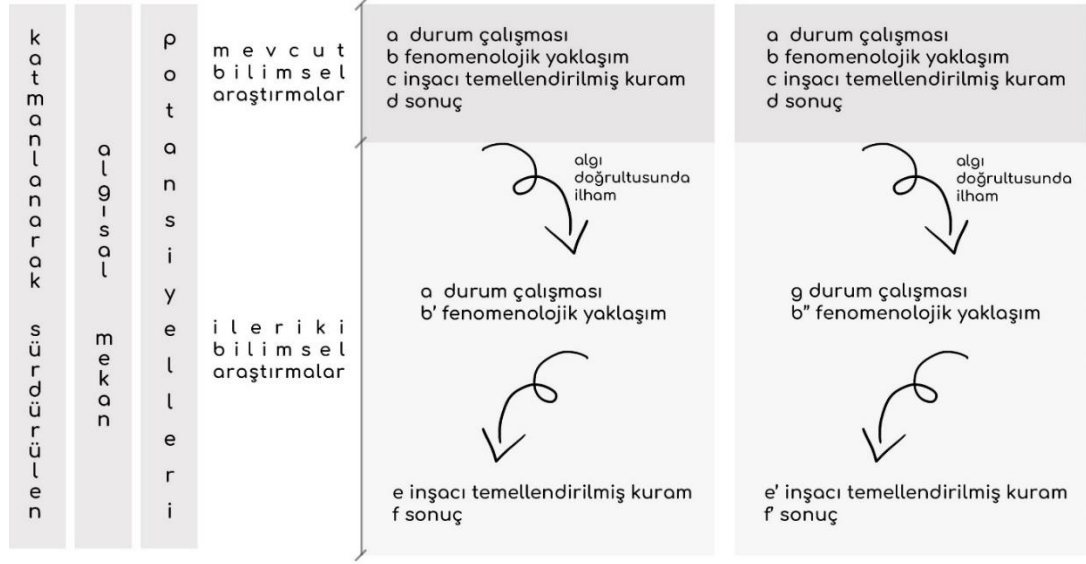 katmanlanarak sürdürülen
algısal mekan
potansiyelleri
mevcut
bilimsel
araştırmalar
a durum çalışması
b fenomenolojik yaklaşım
c inşacı temellendirilmiş kuram
d sonuç
a durum çalışması
b fenomenolojik yaklaşım
c inşacı temellendirilmiş kuram
d sonuç
algı
doğrultusunda
ilham
algı
doğrultusunda
ilham
ileriki
bilimsel
araştırmalar
a durum çalışması
b’ fenomenolojik yaklaşım
g durum çalışması
b’’ fenomenolojik yaklaşım
e inşacı temellendirilmiş kuram
f sonuç
e’ inşacı temellendirilmiş kuram
f’ sonuç